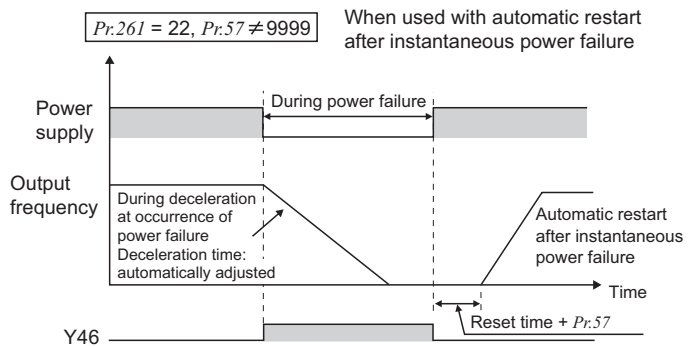 Pr.261 = 22, Pr.57 ≠ 9999
When used with automatic restart
after instantaneous power failure
Power
supply
During power failure
Output
frequency
During deceleration
at occurrence of
power failure
Deceleration time:
automatically adjusted
Automatic restart
after instantaneous
power failure
Time
Reset time + Pr.57
Y46